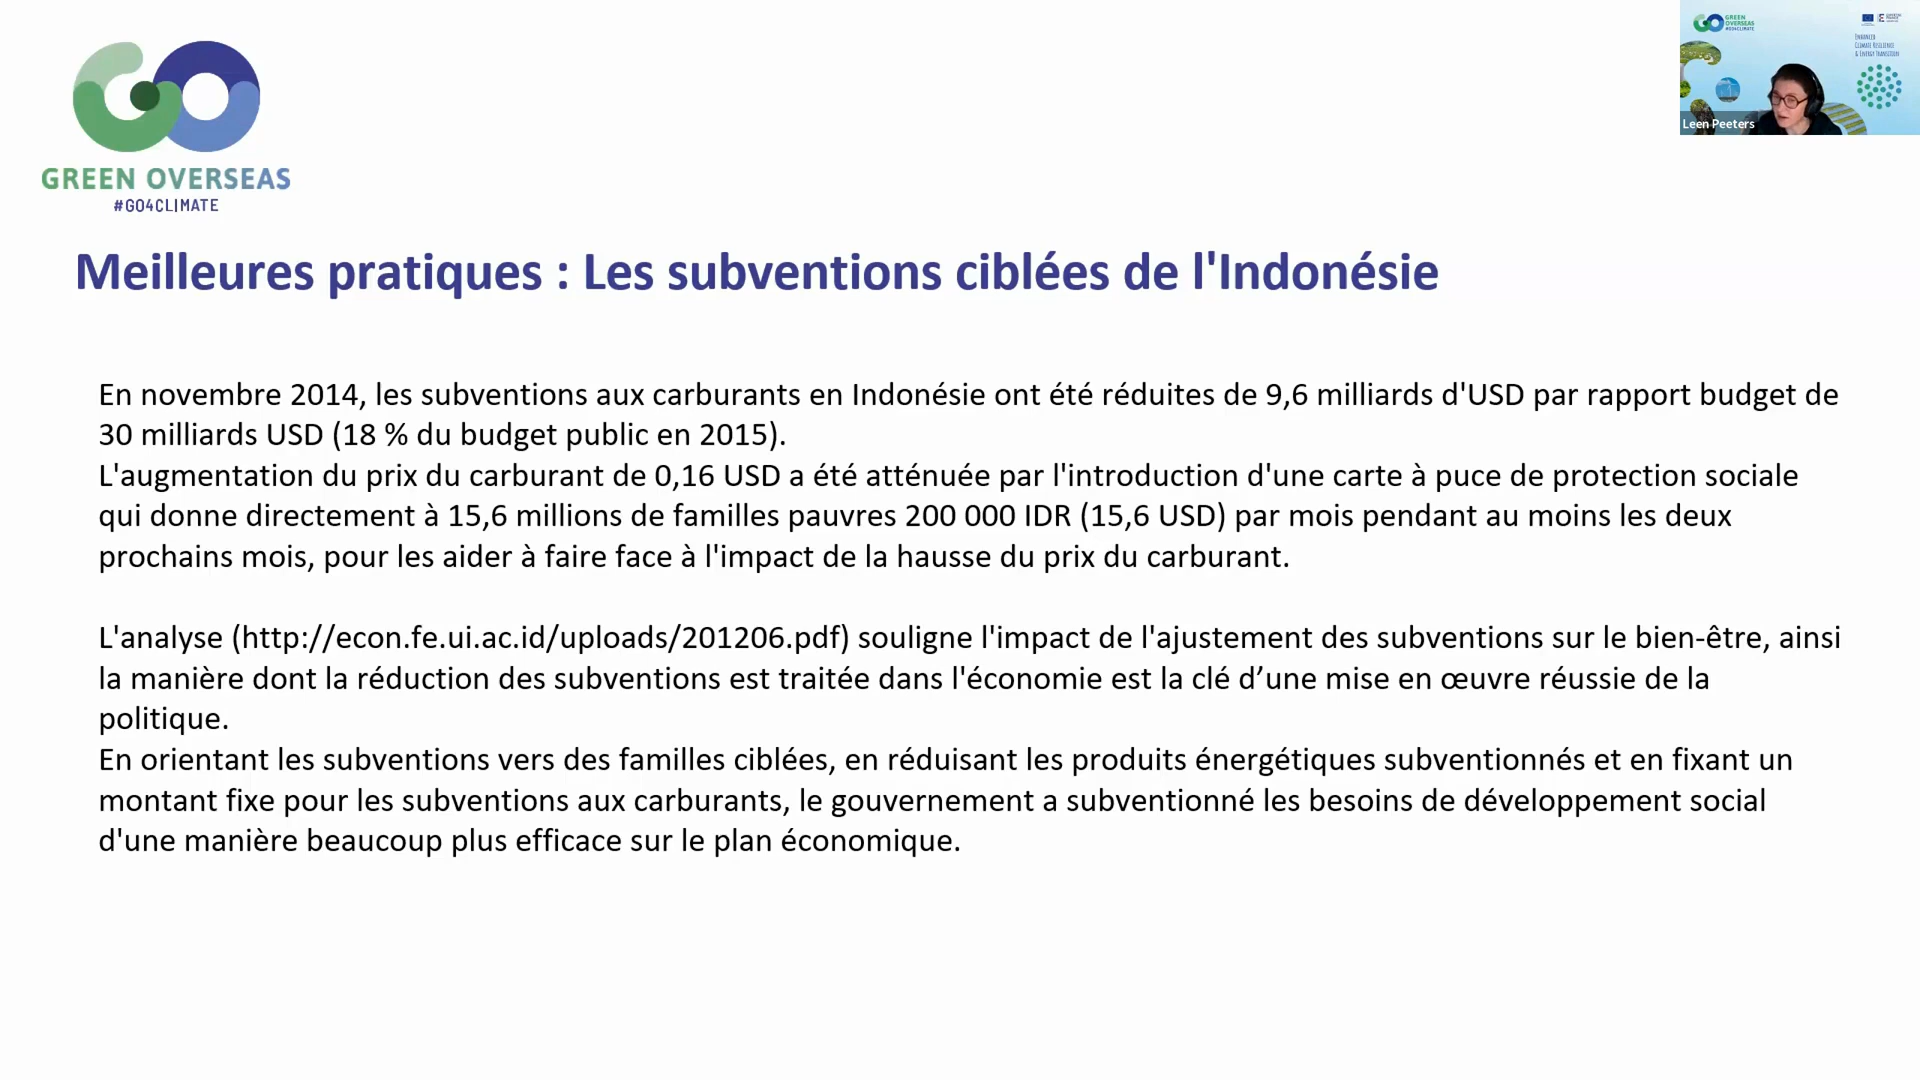 GREEN OVERSEAS
#GO4CLIMATE
GREEN
OVERSEAS
#GO4CLIMATE
ENHANCED
CLIMATE RESILIENCE
& ENERGY TRANSITION
Leen Peeters
Meilleures pratiques : Les subventions ciblées de l'Indonésie
En novembre 2014, les subventions aux carburants en Indonésie ont été réduites de 9,6 milliards d'USD par rapport budget de
30 milliards USD (18 % du budget public en 2015).
L'augmentation du prix du carburant de 0,16 USD a été atténuée par l'introduction d'une carte à puce de protection sociale
qui donne directement à 15,6 millions de familles pauvres 200 000 IDR (15,6 USD) par mois pendant au moins les deux
prochains mois, pour les aider à faire face à l'impact de la hausse du prix du carburant.
L'analyse (http://econ.fe.ui.ac.id/uploads/201206.pdf) souligne l'impact de l'ajustement des subventions sur le bien-être, ainsi
la manière dont la réduction des subventions est traitée dans l'économie est la clé d’une mise en œuvre réussie de la
politique.
En orientant les subventions vers des familles ciblées, en réduisant les produits énergétiques subventionnés et en fixant un
montant fixe pour les subventions aux carburants, le gouvernement a subventionné les besoins de développement social
d'une manière beaucoup plus efficace sur le plan économique.